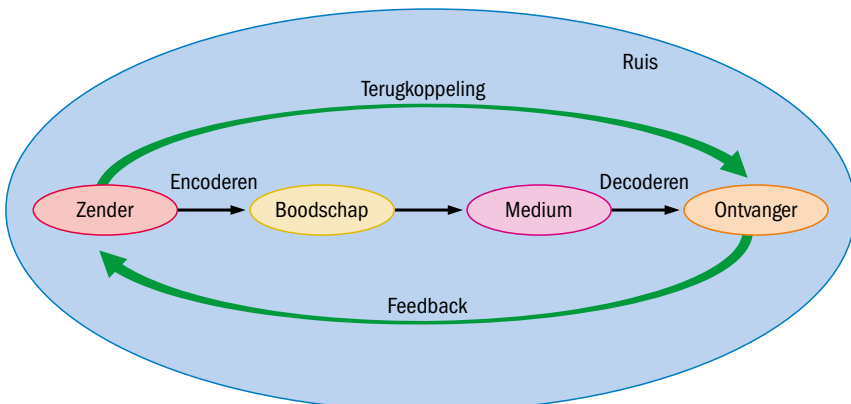 Ruis
Terugkoppeling
Encoderen
Decoderen
Zender
Boodschap
Medium
Ontvanger
Feedback